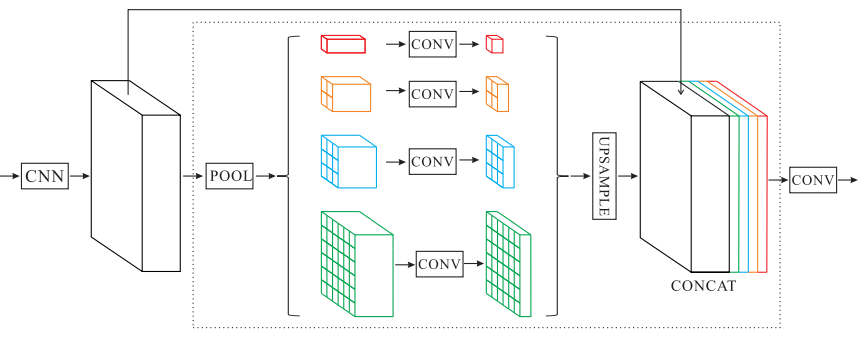 CNN
POOL
CONV
CONV
CONV
CONV
UPSAMPLE
CONCAT
CONV